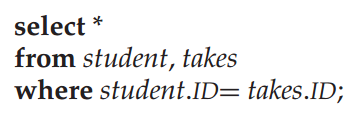 select *
from student, takes
where student.ID= takes.ID;